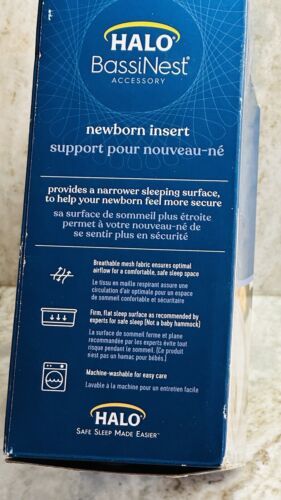 HALO®
BassiNest®
ACCESSORY
newborn insert
support pour nouveau-né
provides a narrower sleeping surface,
to help your newborn feel more secure
sa surface de sommeil plus étroite
permet à votre nouveau-né de
se sentir plus en sécurité
Breathable mesh fabric ensures optimal
airflow for a comfortable, safe sleep space
Le tissu en maille respirant assure une
circulation d'air optimale pour un espace
de sommeil confortable et sécuritaire
Firm, flat sleep surface as recommended by
experts for safe sleep (Not a baby hammock)
La surface de sommeil ferme et plane
recommandée par les experts évite tout
risque pendant le sommeil. (Ce produit
n'est pas un hamac pour bébés.)
Machine-washable for easy care
Lavable à la machine pour un entretien facile
HALO®
SAFE SLEEP MADE EASIER™